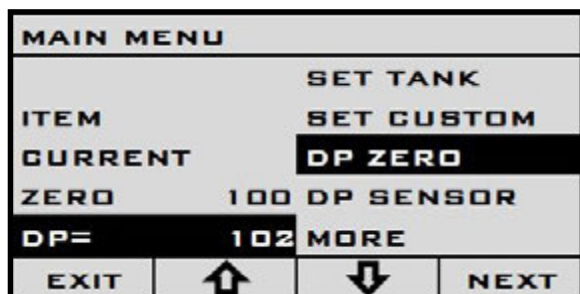 MAIN MENU
SET TANK
ITEM SET CUSTOM
CURRENT DP ZERO
ZERO 100 DP SENSOR
DP= 102 MORE
EXIT NEXT